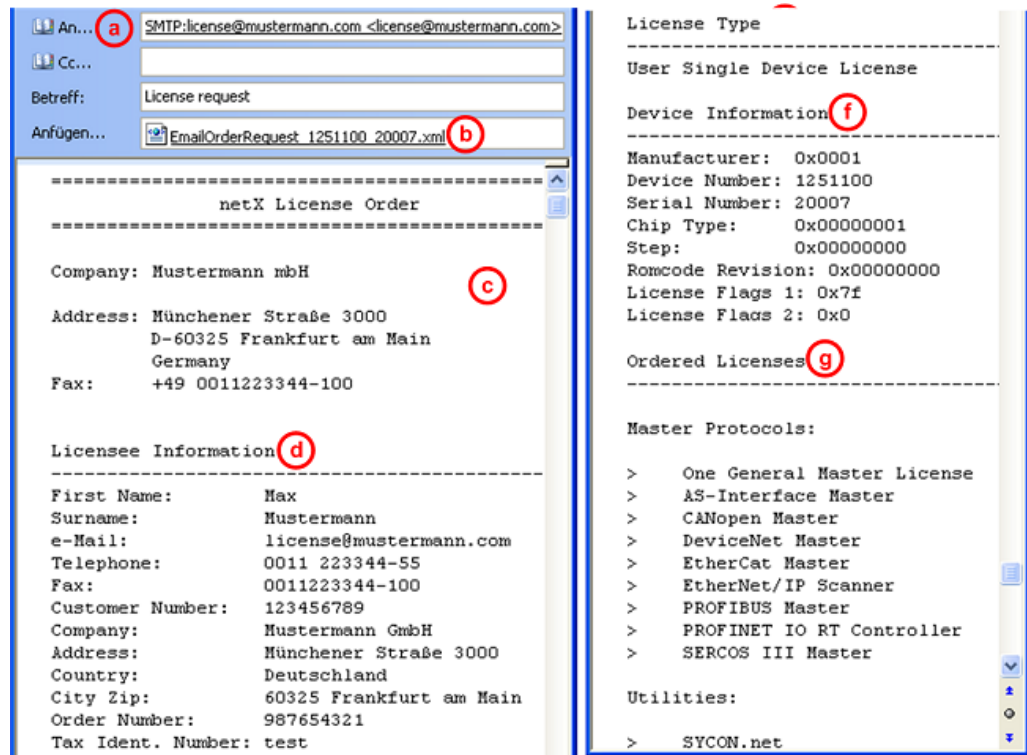 An... a SMTP:license@mustermann.com <license@mustermann.com>
Cc...
Betreff: License request
Anfügen... EmailOrderRequest_1251100_20007.xml b
================================================
netX License Order
================================================
c
Company: Mustermann mbH
Address: Münchener Straße 3000
D-60325 Frankfurt am Main
Germany
Fax: +49 0011223344-100
Licensee Information d
------------------------------------------------
First Name: Max
Surname: Mustermann
e-Mail: license@mustermann.com
Telephone: 0011 223344-55
Fax: 0011223344-100
Customer Number: 123456789
Company: Mustermann GmbH
Address: Münchener Straße 3000
Country: Deutschland
City Zip: 60325 Frankfurt am Main
Order Number: 987654321
Tax Ident. Number: test
License Type
----------------------------------
User Single Device License
Device Information f
----------------------------------
Manufacturer: 0x0001
Device Number: 1251100
Serial Number: 20007
Chip Type: 0x00000001
Step: 0x00000000
Romcode Revision: 0x00000000
License Flags 1: 0x7f
License Flags 2: 0x0
Ordered Licenses g
----------------------------------
Master Protocols:
> One General Master License
> AS-Interface Master
> CANopen Master
> DeviceNet Master
> EtherCat Master
> EtherNet/IP Scanner
> PROFIBUS Master
> PROFINET IO RT Controller
> SERCOS III Master
Utilities:
> SYCON.net